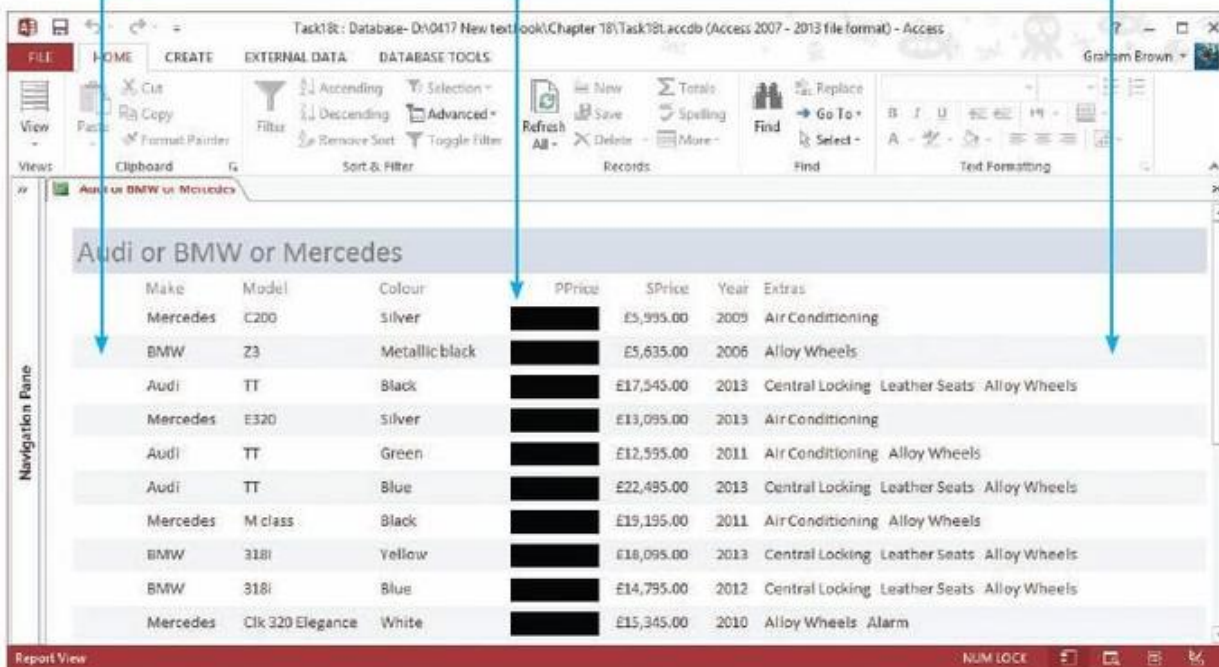 Task18t : Database- D:\0417 New textbook\Chapter 18\Task18t.accdb (Access 2007 - 2013 file format) - Access
FILE HOME CREATE EXTERNAL DATA DATABASE TOOLS Graham Brown
View Paste Cut Copy Format Painter
Filter Ascending Descending Remove Sort Selection Advanced Toggle Filter
Refresh All New Save Delete Totals Spelling More
Find Replace Go To Select
B I U A
Views Clipboard Sort & Filter Records Find Text Formatting
Audi or BMW or Mercedes
Navigation Pane
Audi or BMW or Mercedes
Make Model Colour PPrice SPrice Year Extras
Mercedes C200 Silver £5,995.00 2009 Air Conditioning
BMW Z3 Metallic black £5,635.00 2006 Alloy Wheels
Audi TT Black £17,545.00 2013 Central Locking Leather Seats Alloy Wheels
Mercedes E320 Silver £13,095.00 2013 Air Conditioning
Audi TT Green £12,595.00 2011 Air Conditioning Alloy Wheels
Audi TT Blue £22,495.00 2013 Central Locking Leather Seats Alloy Wheels
Mercedes M class Black £19,195.00 2011 Air Conditioning Alloy Wheels
BMW 318i Yellow £18,095.00 2013 Central Locking Leather Seats Alloy Wheels
BMW 318i Blue £14,795.00 2012 Central Locking Leather Seats Alloy Wheels
Mercedes Clk 320 Elegance White £15,345.00 2010 Alloy Wheels Alarm
Report View NUM LOCK